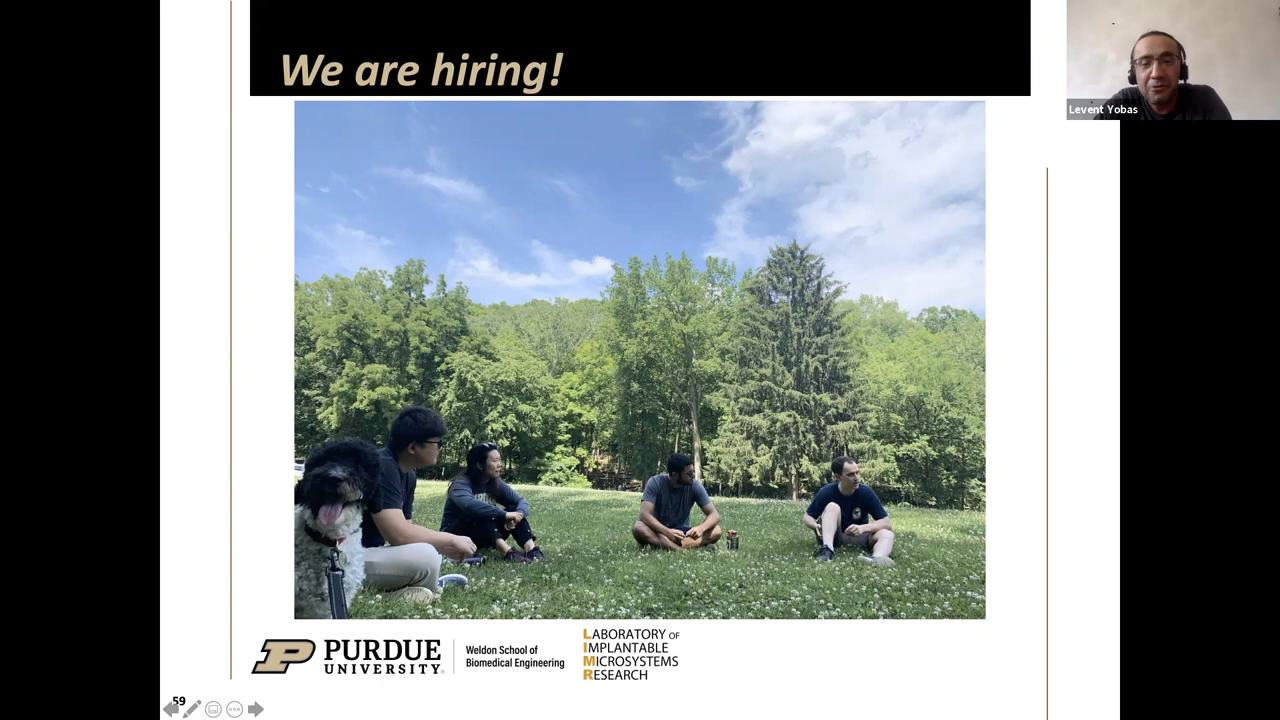 We are hiring!
Levent Yobas
PURDUE
UNIVERSITY®
Weldon School of
Biomedical Engineering
LABORATORY OF
IMPLANTABLE
MICROSYSTEMS
RESEARCH
59